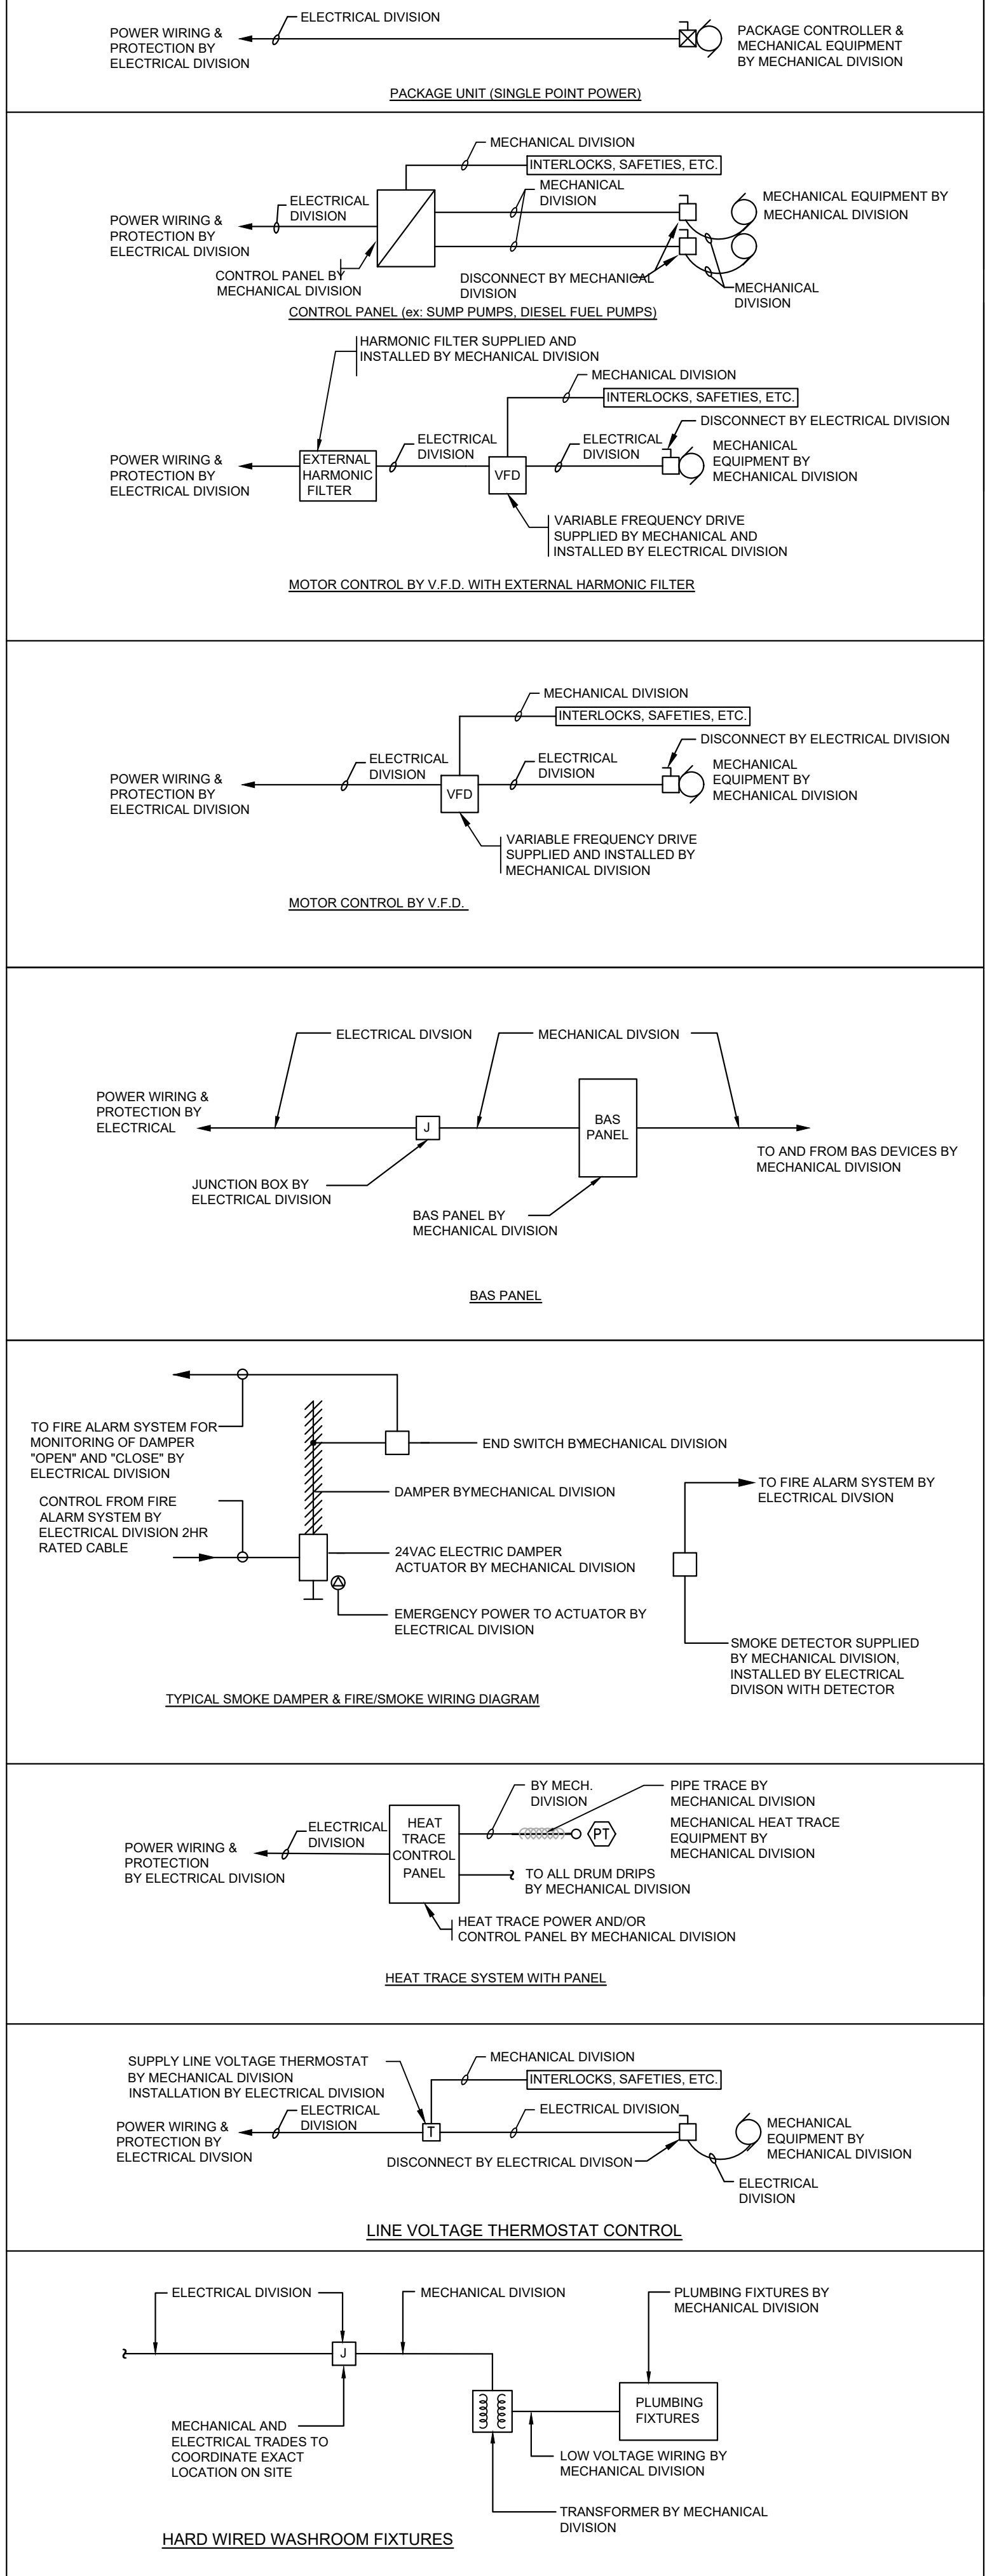 ELECTRICAL DIVISION
POWER WIRING &
PROTECTION BY
ELECTRICAL DIVISION
PACKAGE CONTROLLER &
MECHANICAL EQUIPMENT
BY MECHANICAL DIVISION
PACKAGE UNIT (SINGLE POINT POWER)
MECHANICAL DIVISION
INTERLOCKS, SAFETIES, ETC.
MECHANICAL
DIVISION
ELECTRICAL
DIVISION
POWER WIRING &
PROTECTION BY
ELECTRICAL DIVISION
MECHANICAL EQUIPMENT BY
MECHANICAL DIVISION
CONTROL PANEL BY
MECHANICAL DIVISION
DISCONNECT BY MECHANICAL
DIVISION
MECHANICAL
DIVISION
CONTROL PANEL (ex: SUMP PUMPS, DIESEL FUEL PUMPS)
HARMONIC FILTER SUPPLIED AND
INSTALLED BY MECHANICAL DIVISION
MECHANICAL DIVISION
INTERLOCKS, SAFETIES, ETC.
DISCONNECT BY ELECTRICAL DIVISION
POWER WIRING &
PROTECTION BY
ELECTRICAL DIVISION
EXTERNAL
HARMONIC
FILTER
ELECTRICAL
DIVISION
VFD
ELECTRICAL
DIVISION
MECHANICAL
EQUIPMENT BY
MECHANICAL DIVISION
VARIABLE FREQUENCY DRIVE
SUPPLIED BY MECHANICAL AND
INSTALLED BY ELECTRICAL DIVISION
MOTOR CONTROL BY V.F.D. WITH EXTERNAL HARMONIC FILTER
MECHANICAL DIVISION
INTERLOCKS, SAFETIES, ETC.
DISCONNECT BY ELECTRICAL DIVISION
POWER WIRING &
PROTECTION BY
ELECTRICAL DIVISION
ELECTRICAL
DIVISION
VFD
ELECTRICAL
DIVISION
MECHANICAL
EQUIPMENT BY
MECHANICAL DIVISION
VARIABLE FREQUENCY DRIVE
SUPPLIED AND INSTALLED BY
MECHANICAL DIVISION
MOTOR CONTROL BY V.F.D.
ELECTRICAL DIVSION
MECHANICAL DIVSION
POWER WIRING &
PROTECTION BY
ELECTRICAL
J
BAS
PANEL
TO AND FROM BAS DEVICES BY
MECHANICAL DIVISION
JUNCTION BOX BY
ELECTRICAL DIVISION
BAS PANEL BY
MECHANICAL DIVISION
BAS PANEL
TO FIRE ALARM SYSTEM FOR
MONITORING OF DAMPER
"OPEN" AND "CLOSE" BY
ELECTRICAL DIVISION
END SWITCH BY MECHANICAL DIVISION
DAMPER BYMECHANICAL DIVISION
CONTROL FROM FIRE
ALARM SYSTEM BY
ELECTRICAL DIVISION 2HR
RATED CABLE
24VAC ELECTRIC DAMPER
ACTUATOR BY MECHANICAL DIVISION
EMERGENCY POWER TO ACTUATOR BY
ELECTRICAL DIVISION
TO FIRE ALARM SYSTEM BY
ELECTRICAL DIVSION
SMOKE DETECTOR SUPPLIED
BY MECHANICAL DIVISION,
INSTALLED BY ELECTRICAL
DIVISON WITH DETECTOR
TYPICAL SMOKE DAMPER & FIRE/SMOKE WIRING DIAGRAM
BY MECH.
DIVISION
PIPE TRACE BY
MECHANICAL DIVISION
ELECTRICAL
DIVISION
HEAT
TRACE
CONTROL
PANEL
PT
MECHANICAL HEAT TRACE
EQUIPMENT BY
MECHANICAL DIVISION
POWER WIRING &
PROTECTION
BY ELECTRICAL DIVISION
TO ALL DRUM DRIPS
BY MECHANICAL DIVISION
HEAT TRACE POWER AND/OR
CONTROL PANEL BY MECHANICAL DIVISION
HEAT TRACE SYSTEM WITH PANEL
SUPPLY LINE VOLTAGE THERMOSTAT
BY MECHANICAL DIVISION
INSTALLATION BY ELECTRICAL DIVISION
MECHANICAL DIVISION
INTERLOCKS, SAFETIES, ETC.
ELECTRICAL
DIVISION
ELECTRICAL DIVISION
POWER WIRING &
PROTECTION BY
ELECTRICAL DIVSION
T
MECHANICAL
EQUIPMENT BY
MECHANICAL DIVISION
DISCONNECT BY ELECTRICAL DIVISON
ELECTRICAL
DIVISION
LINE VOLTAGE THERMOSTAT CONTROL
ELECTRICAL DIVISION
MECHANICAL DIVISION
PLUMBING FIXTURES BY
MECHANICAL DIVISION
J
PLUMBING
FIXTURES
MECHANICAL AND
ELECTRICAL TRADES TO
COORDINATE EXACT
LOCATION ON SITE
LOW VOLTAGE WIRING BY
MECHANICAL DIVISION
TRANSFORMER BY MECHANICAL
DIVISION
HARD WIRED WASHROOM FIXTURES